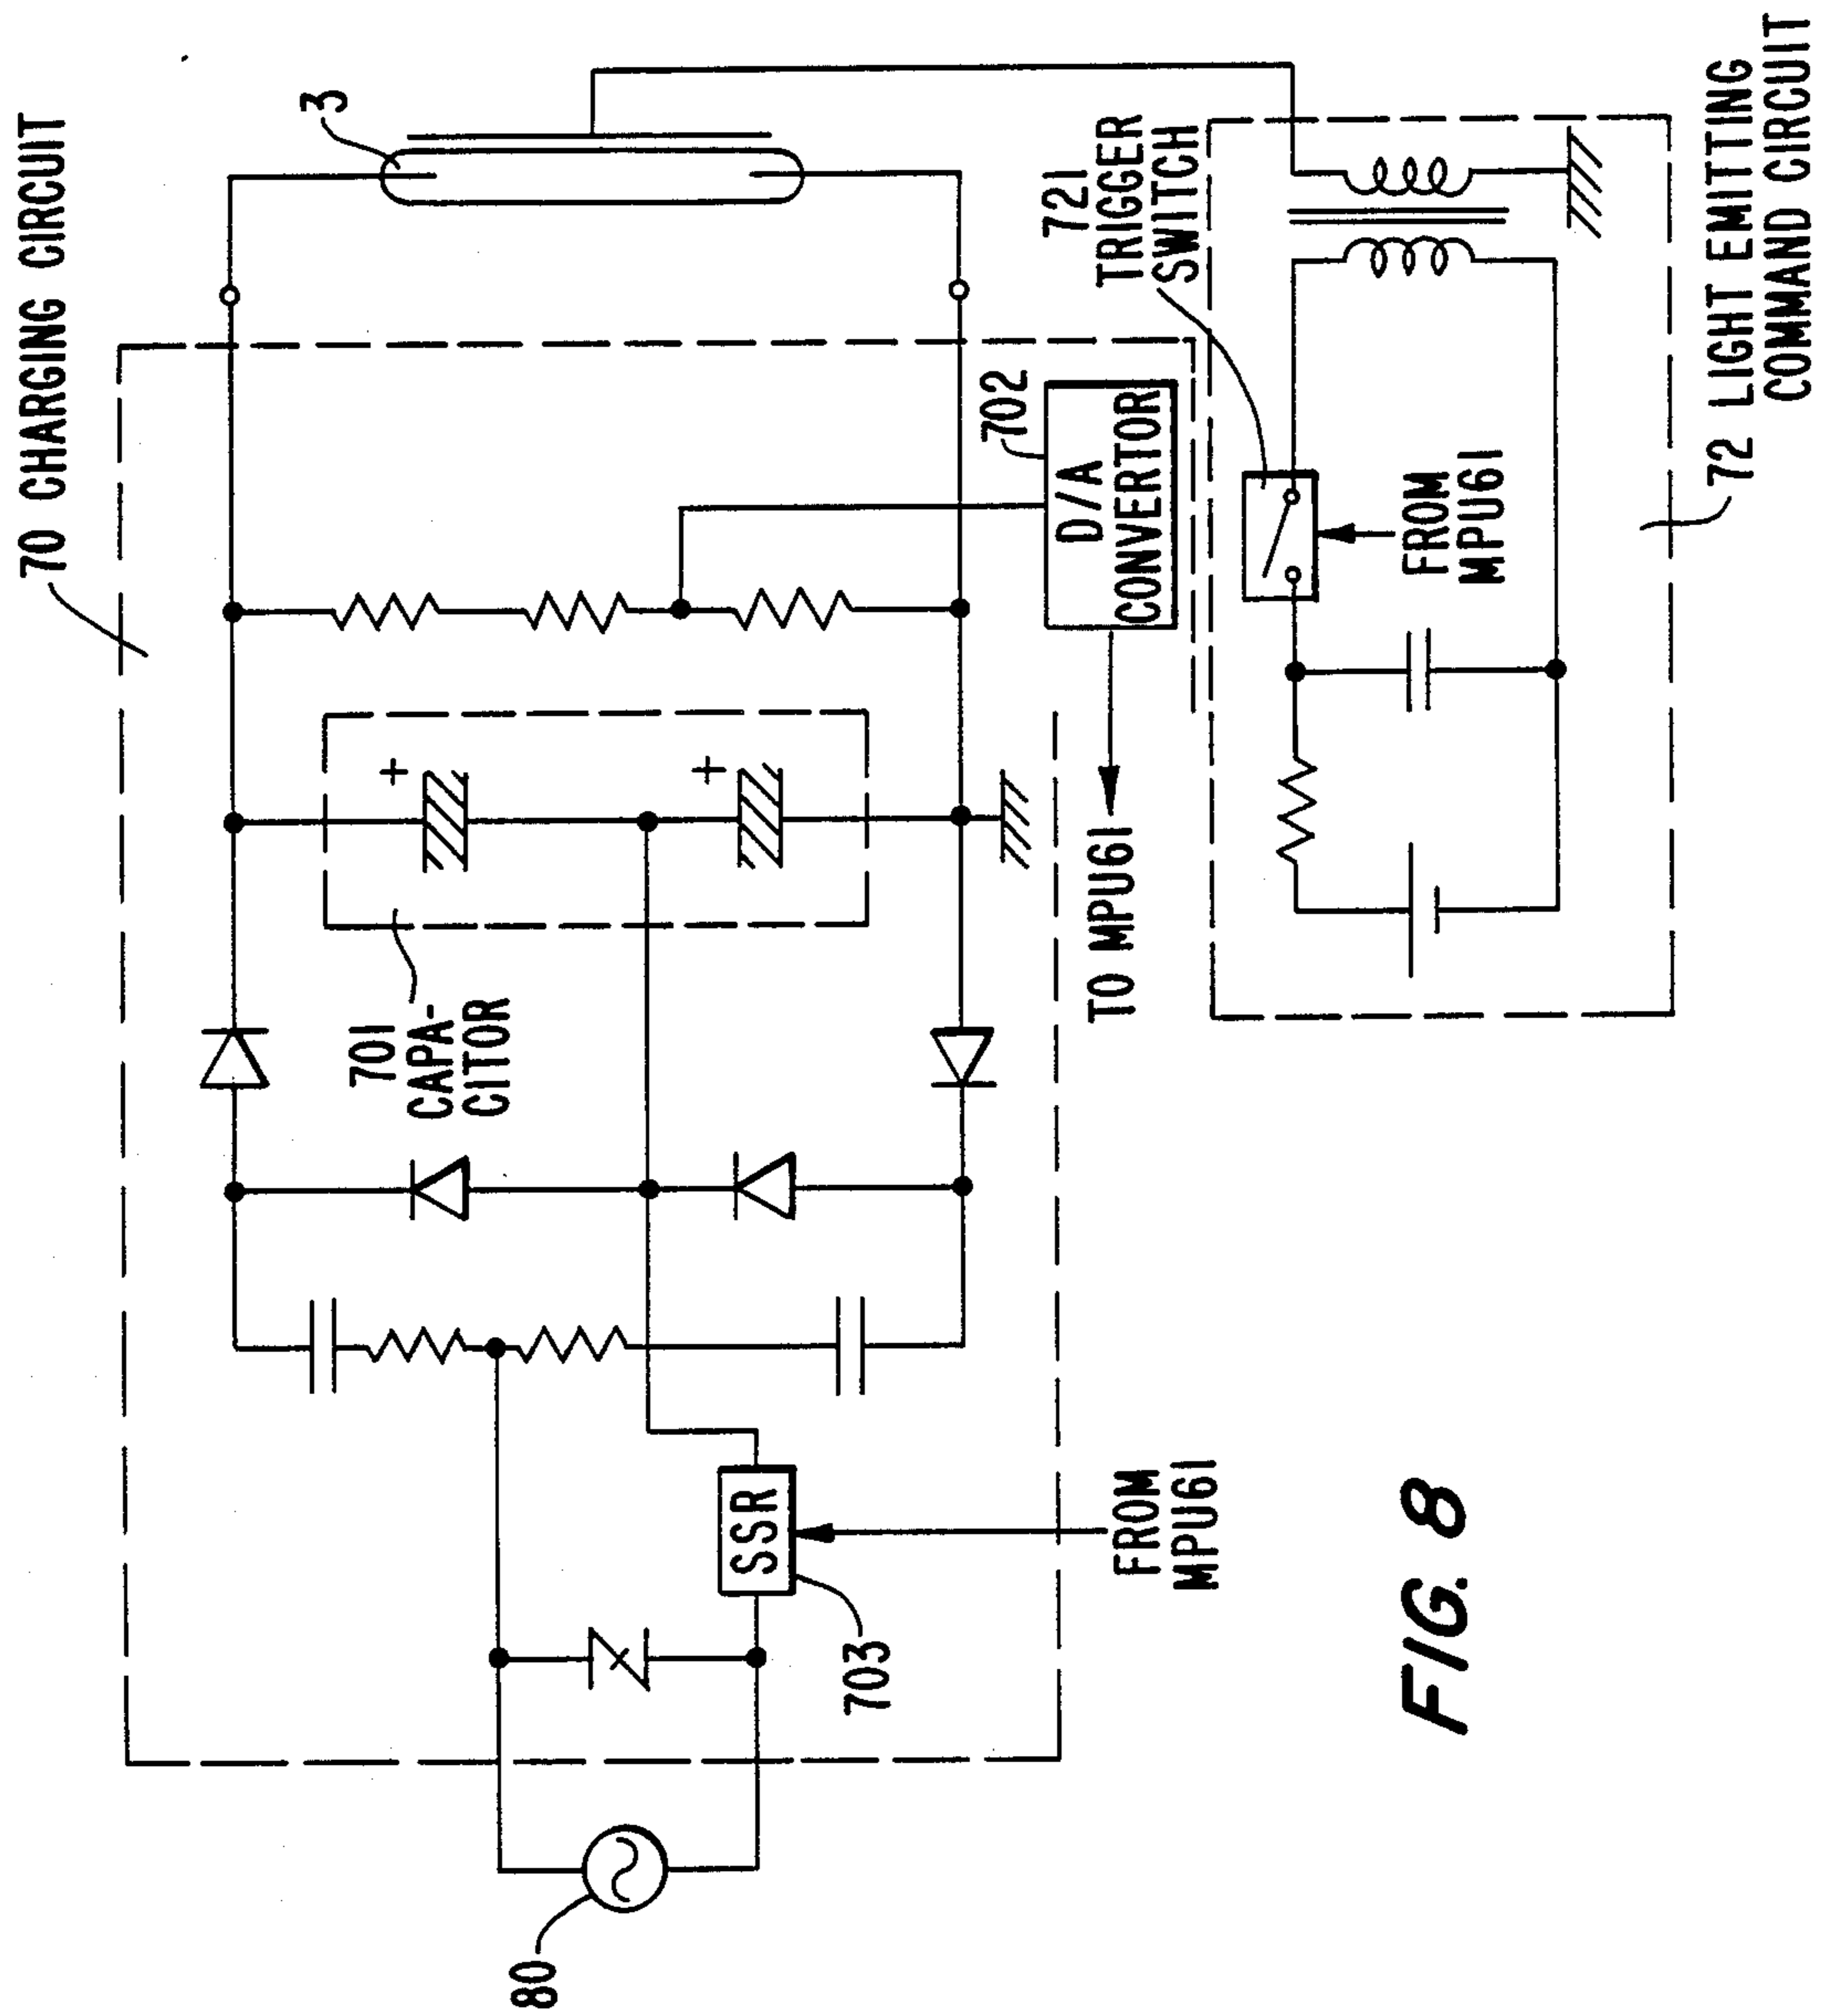 70 CHARGING CIRCUIT
3
701
CAPA-
CITOR
702
D/A
CONVERTOR
TO MPU61
721
TRIGGER
SWITCH
FROM
MPU61
72 LIGHT EMITTING
COMMAND CIRCUIT
SSR
703
FROM
MPU61
80
+
+
FIG. 8